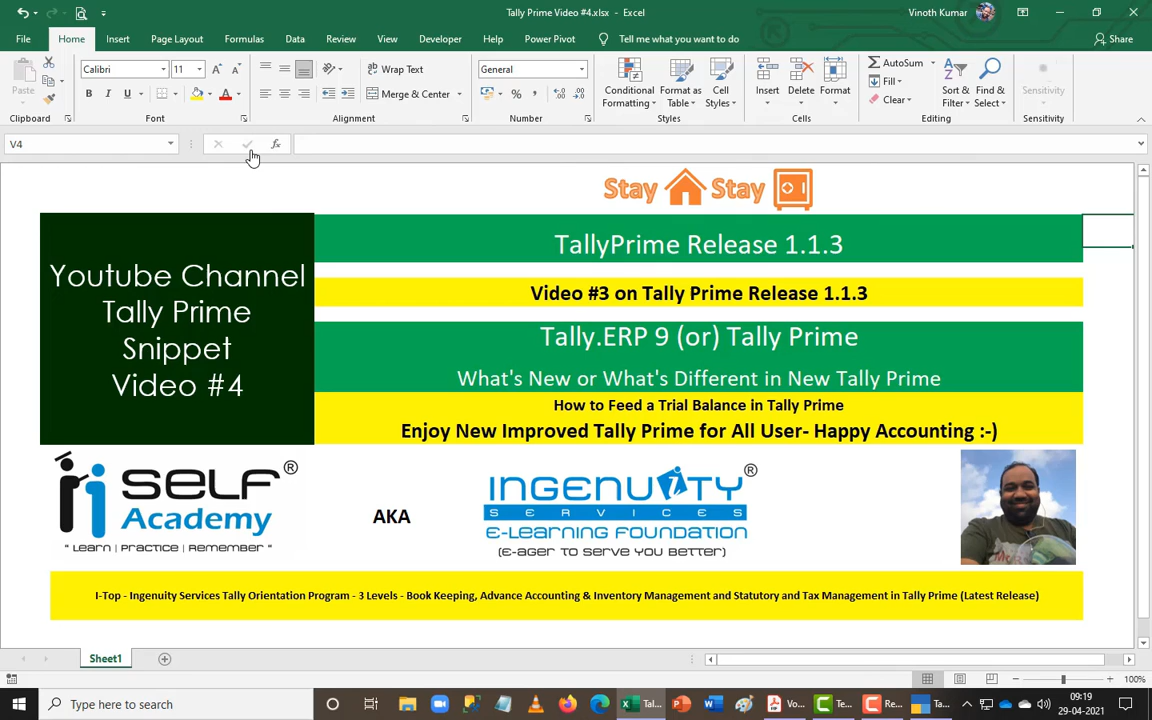 Tally Prime Video #4.xlsx - Excel
Vinoth Kumar
File Home Insert Page Layout Formulas Data Review View Developer Help Power Pivot Tell me what you want to do Share
Calibri 11 Wrap Text General AutoSum
Paste Conditional Format as Cell Insert Delete Format Fill Sort & Find & Sensitivity
B I U Merge & Center % , Formatting Table Styles Clear Filter Select
Clipboard Font Alignment Number Styles Cells Editing Sensitivity
V4 fx
Stay Stay
TallyPrime Release 1.1.3
Video #3 on Tally Prime Release 1.1.3
Youtube Channel
Tally Prime
Snippet
Video #4
Tally.ERP 9 (or) Tally Prime
What's New or What's Different in New Tally Prime
How to Feed a Trial Balance in Tally Prime
Enjoy New Improved Tally Prime for All User- Happy Accounting :-)
SELF ®
Academy
" Learn | Practice | Remember "
AKA
INGENUiTY ®
SERVICES
E-LEARNING FOUNDATION
(E-AGER TO SERVE YOU BETTER)
I-Top - Ingenuity Services Tally Orientation Program - 3 Levels - Book Keeping, Advance Accounting & Inventory Management and Statutory and Tax Management in Tally Prime (Latest Release)
Sheet1
100%
Type here to search
Tal... Vo... Te... Re... Ta...
09:19
29-04-2021